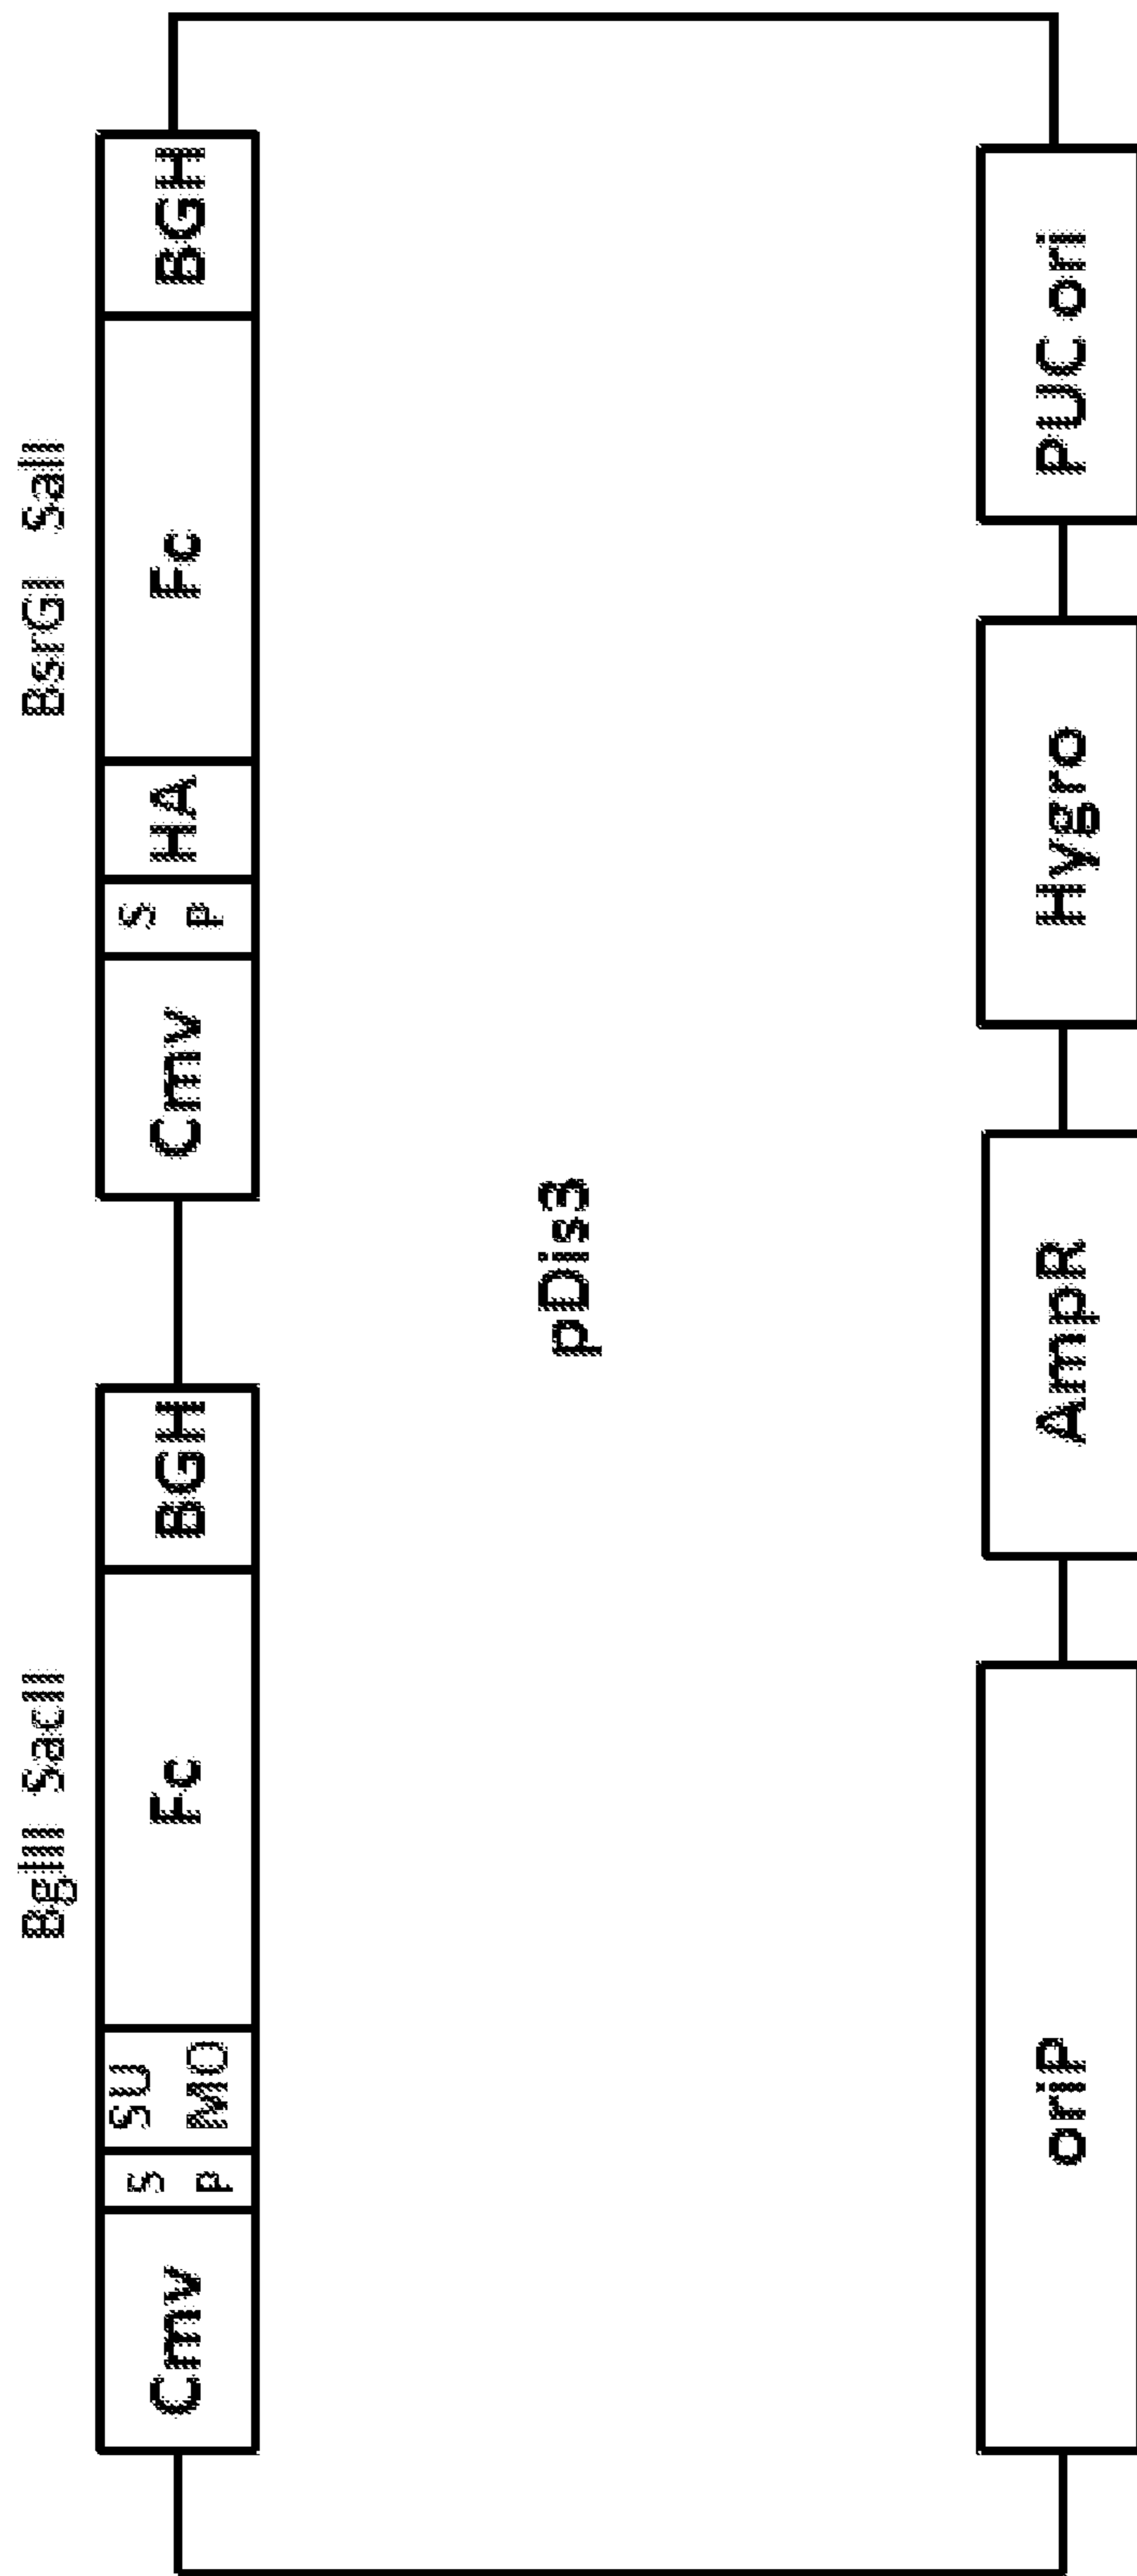 BglII SacII BsrGI SalI
Cmv
S
P
SU
MO
Fc
BGH
Cmv
S
P
HA
Fc
BGH
pDis3
oriP
AmpR
Hygro
PUC ori